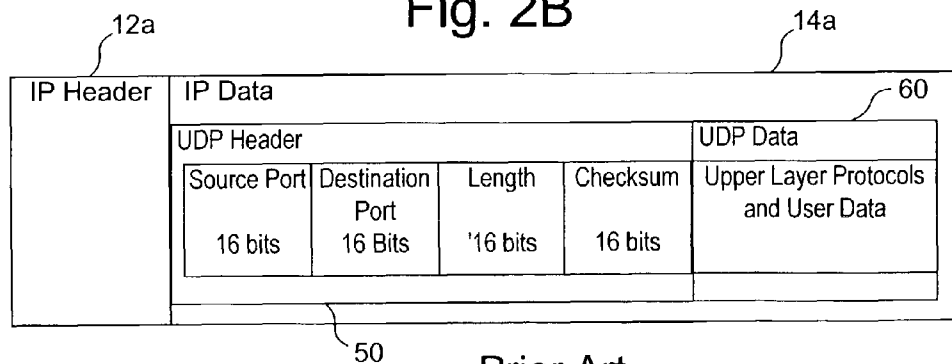 Fig. 2B
12a
14a
IP Header
IP Data
60
UDP Header
UDP Data
Source Port
16 bits
Destination
Port
16 Bits
Length
'16 bits
Checksum
16 bits
Upper Layer Protocols
and User Data
50
Prior Art